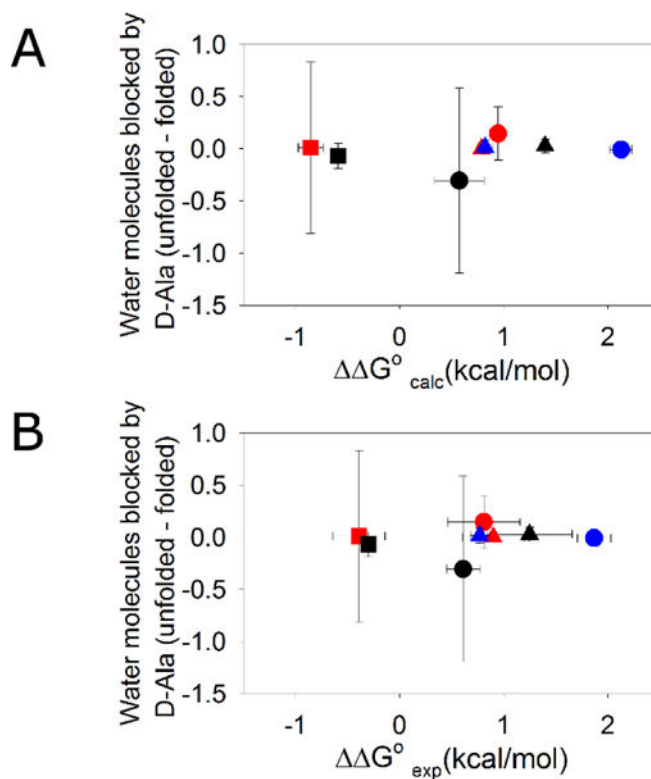 A
Water molecules blocked by
D-Ala (unfolded - folded)
1.0
0.5
0.0
-0.5
-1.0
-1.5
-1 0 1 2
ΔΔG° calc(kcal/mol)
B
Water molecules blocked by
D-Ala (unfolded - folded)
1.0
0.5
0.0
-0.5
-1.0
-1.5
-1 0 1 2
ΔΔG° exp(kcal/mol)